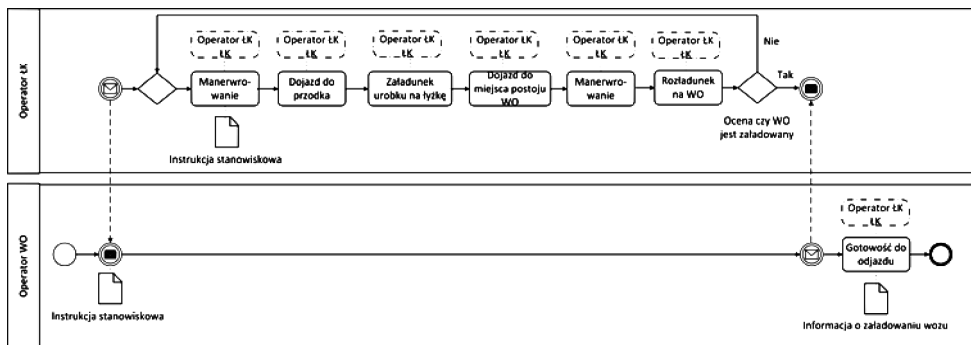 Operator ŁK
Operator ŁK
ŁK
Operator ŁK
ŁK
Operator ŁK
ŁK
Operator ŁK
ŁK
Operator ŁK
ŁK
Operator ŁK
ŁK
Nie
Tak
Manerwro-
wanie
Dojazd do
przodka
Załadunek
urobku na łyżkę
Dojazd do
miejsca postoju
WO
Manerwro-
wanie
Rozładunek
na WO
Ocena czy WO
jest załadowany
Instrukcja stanowiskowa
Operator WO
Operator ŁK
ŁK
Gotowość do
odjazdu
Instrukcja stanowiskowa
Informacja o załadowaniu wozu